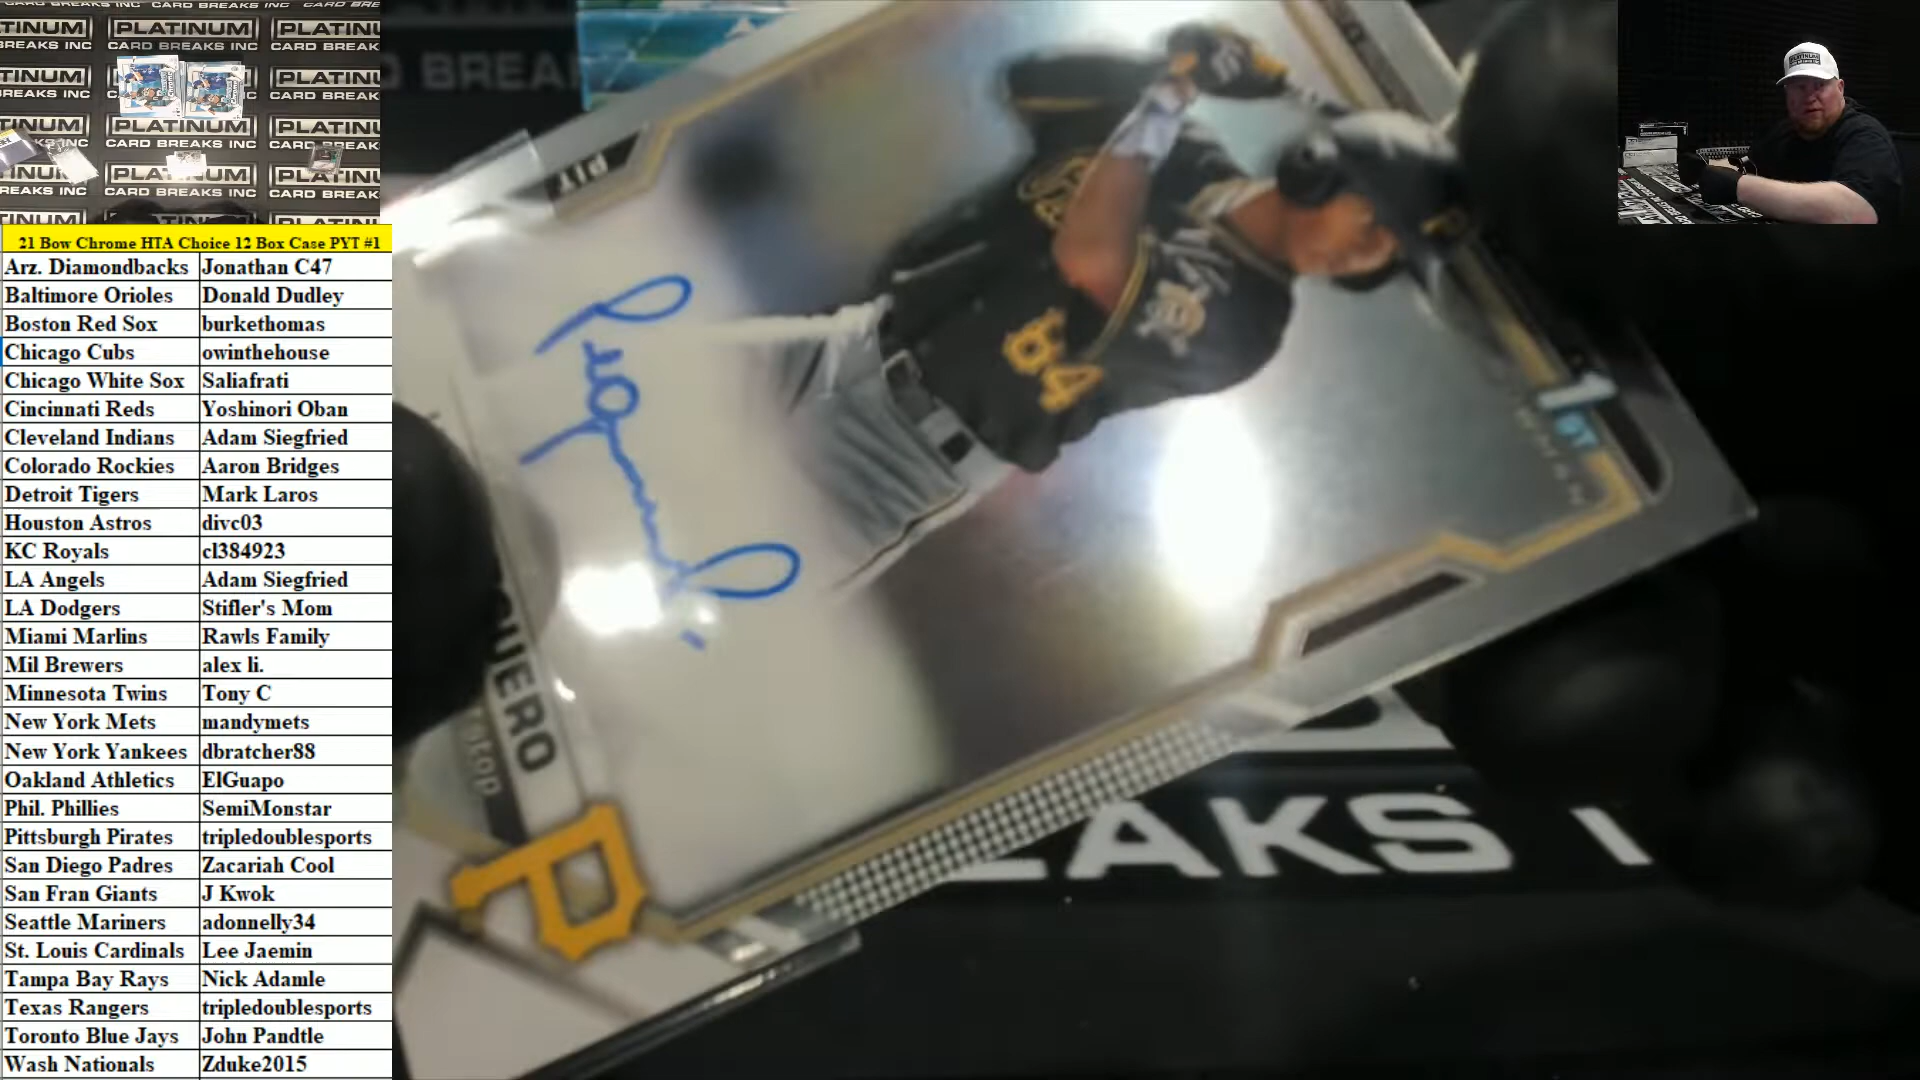 PLATINUM
CARD BREAKS INC
21 Bow Chrome HTA Choice 12 Box Case PYT #1
Arz. Diamondbacks Jonathan C47
Baltimore Orioles Donald Dudley
Boston Red Sox burkethomas
Chicago Cubs owinthehouse
Chicago White Sox Saliafrati
Cincinnati Reds Yoshinori Oban
Cleveland Indians Adam Siegfried
Colorado Rockies Aaron Bridges
Detroit Tigers Mark Laros
Houston Astros divc03
KC Royals cl384923
LA Angels Adam Siegfried
LA Dodgers Stifler's Mom
Miami Marlins Rawls Family
Mil Brewers alex li.
Minnesota Twins Tony C
New York Mets mandymets
New York Yankees dbratcher88
Oakland Athletics ElGuapo
Phil. Phillies SemiMonstar
Pittsburgh Pirates tripledoublesports
San Diego Padres Zacariah Cool
San Fran Giants J Kwok
Seattle Mariners adonnelly34
St. Louis Cardinals Lee Jaemin
Tampa Bay Rays Nick Adamle
Texas Rangers tripledoublesports
Toronto Blue Jays John Pandtle
Wash Nationals Zduke2015
D BREA
PIT
64
1
ST
UERO
P
EAKS I